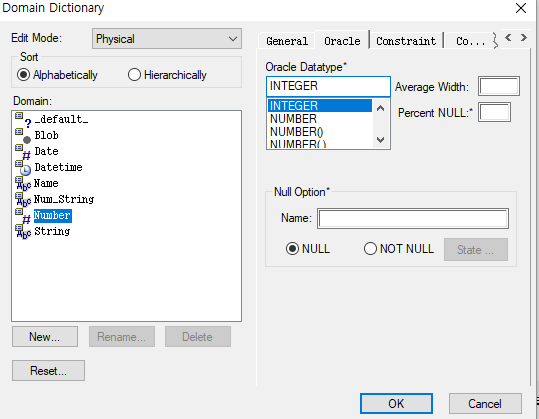 Domain Dictionary
Edit Mode: Physical
Sort
Alphabetically Hierarchically
Domain:
_default_
Blob
Date
Datetime
Name
Num_String
Number
String
New... Rename... Delete
Reset...
General Oracle Constraint Co...
Oracle Datatype*
INTEGER
Average Width:
INTEGER
NUMBER
NUMBER()
NUMBER( )
Percent NULL:*
Null Option*
Name:
NULL NOT NULL State ...
OK Cancel